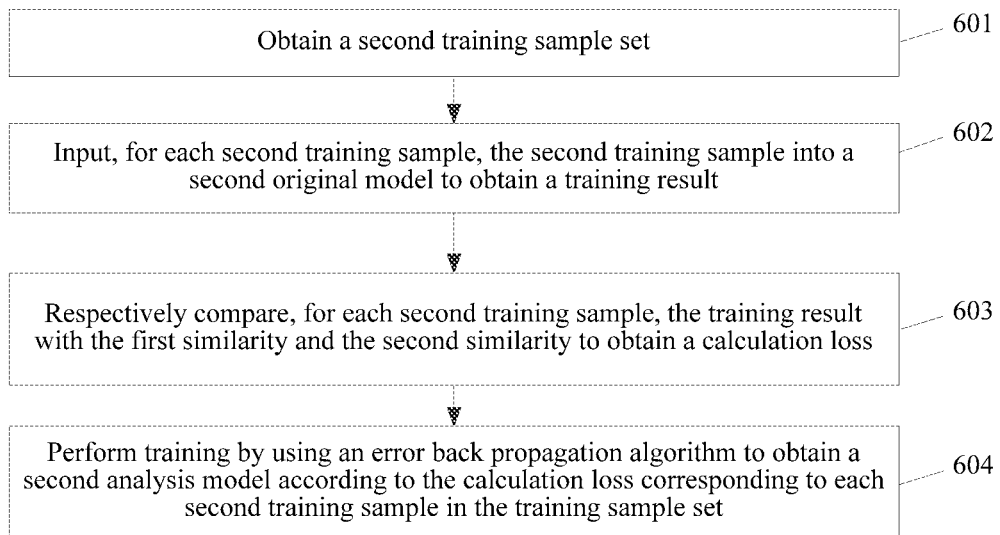 Obtain a second training sample set
601
Input, for each second training sample, the second training sample into a
second original model to obtain a training result
602
Respectively compare, for each second training sample, the training result
with the first similarity and the second similarity to obtain a calculation loss
603
Perform training by using an error back propagation algorithm to obtain a
second analysis model according to the calculation loss corresponding to each
second training sample in the training sample set
604